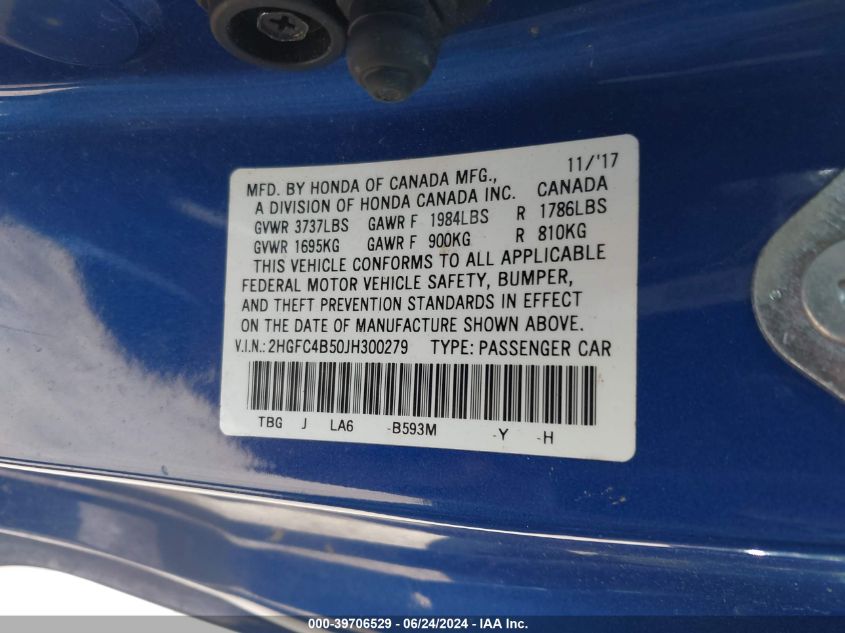 11/'17
MFD. BY HONDA OF CANADA MFG.,
A DIVISION OF HONDA CANADA INC. CANADA
GVWR 3737LBS GAWR F 1984LBS R 1786LBS
GVWR 1695KG GAWR F 900KG R 810KG
THIS VEHICLE CONFORMS TO ALL APPLICABLE
FEDERAL MOTOR VEHICLE SAFETY, BUMPER,
AND THEFT PREVENTION STANDARDS IN EFFECT
ON THE DATE OF MANUFACTURE SHOWN ABOVE.
V.I.N.: 2HGFC4B50JH300279 TYPE: PASSENGER CAR
TBG J LA6 -B593M -Y -H
000-39706529 - 06/24/2024 - IAA Inc.